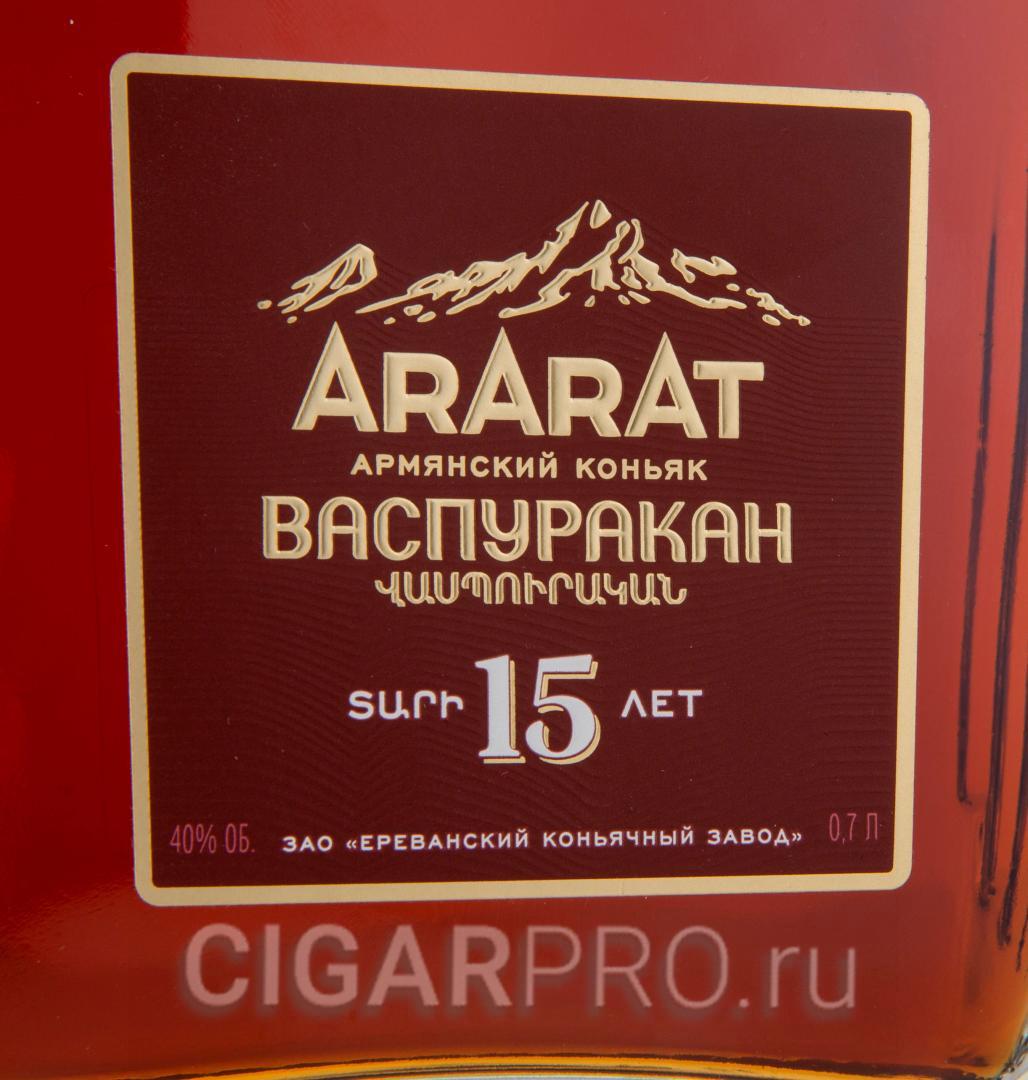 ARARAT
АРМЯНСКИЙ КОНЬЯК
ВАСПУРАКАН
ՎԱՍՊՈՒՐԱԿԱՆ
ՏԱՐԻ 15 ЛЕТ
40% ОБ. ЗАО «ЕРЕВАНСКИЙ КОНЬЯЧНЫЙ ЗАВОД» 0,7 Л
CIGARPRO.ru